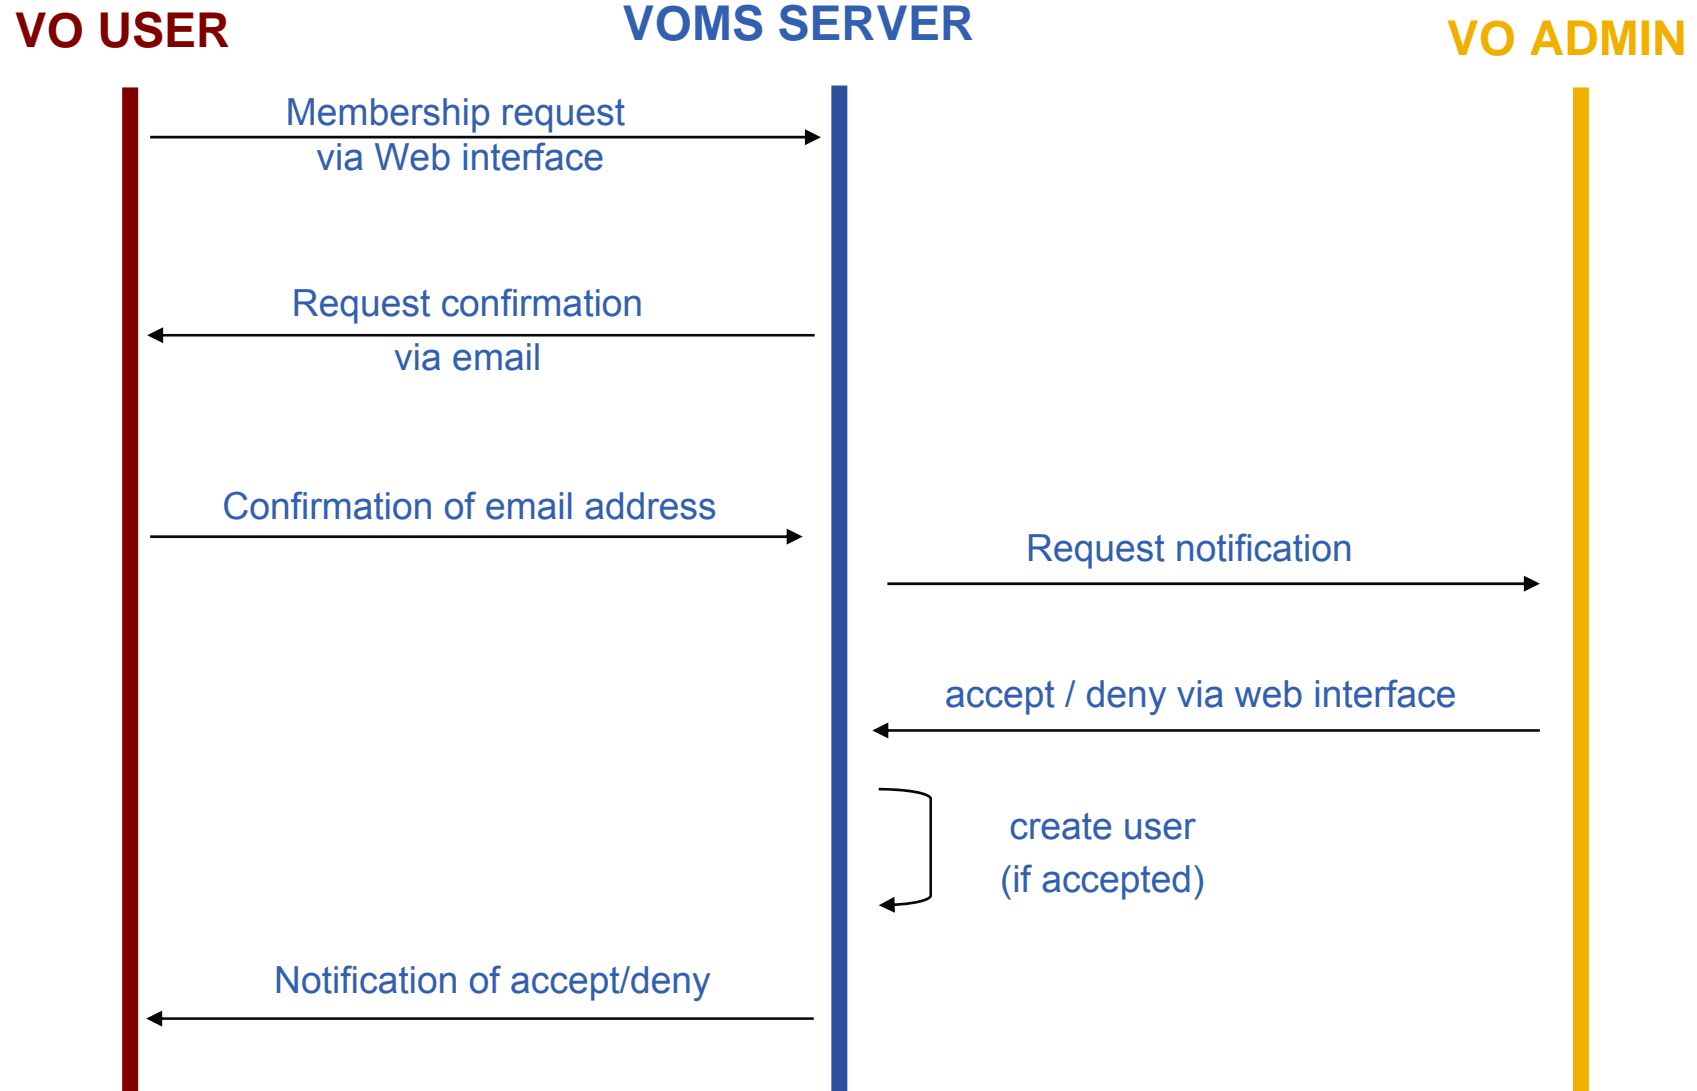 VO USER
VOMS SERVER
VO ADMIN
Membership request
via Web interface
Request confirmation
via email
Confirmation of email address
Request notification
accept / deny via web interface
create user
(if accepted)
Notification of accept/deny